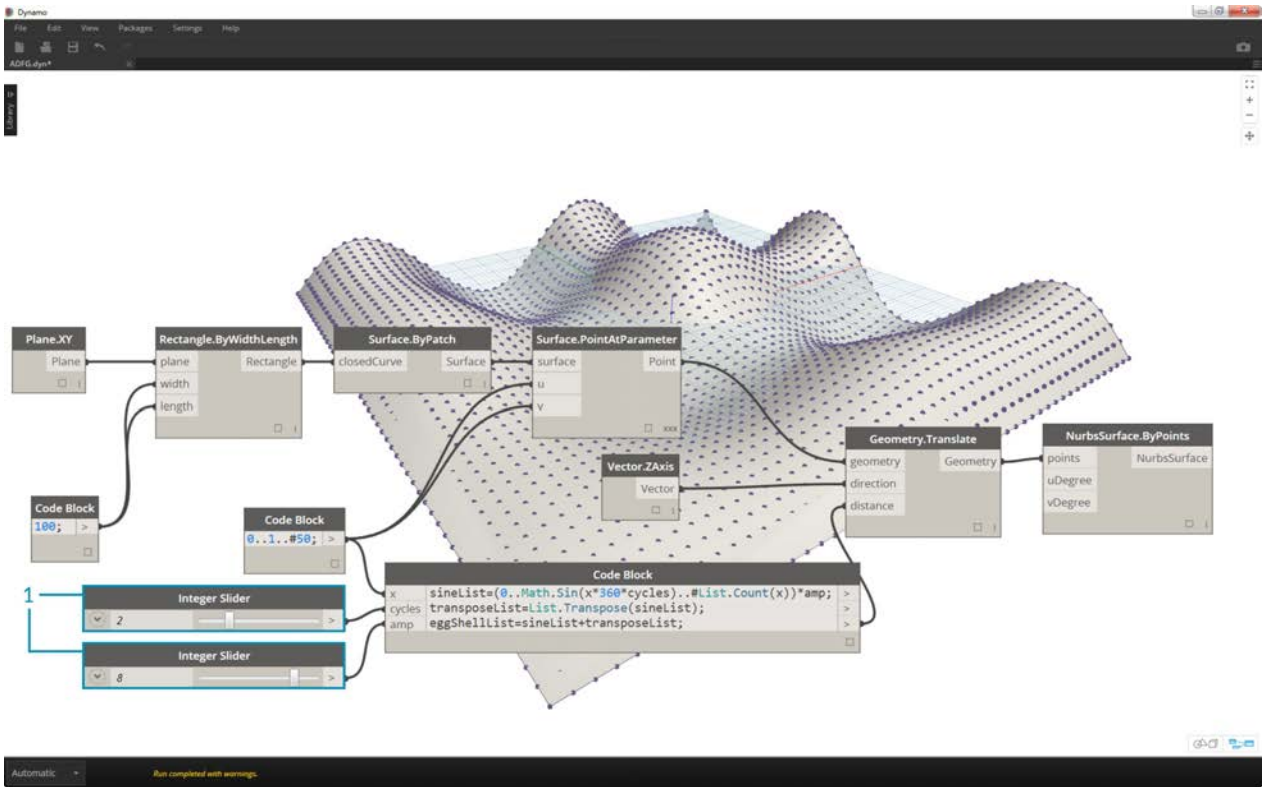 Dynamo
File Edit View Packages Settings Help
ADFG.dyn*
Library
Plane.XY
Plane
Rectangle.ByWidthLength
plane Rectangle
width
length
Surface.ByPatch
closedCurve Surface
Surface.PointAtParameter
surface Point
u
v
xxx
Geometry.Translate
geometry Geometry
direction
distance
NurbsSurface.ByPoints
points NurbsSurface
uDegree
vDegree
Vector.ZAxis
Vector
Code Block
100; >
Code Block
0..1..#50; >
Code Block
x sineList=(0..Math.Sin(x*360*cycles)..#List.Count(x))*amp; >
cycles transposeList=List.Transpose(sineList); >
amp eggShellList=sineList+transposeList; >
1
Integer Slider
2 >
Integer Slider
8 >
Automatic
Run completed with warnings.